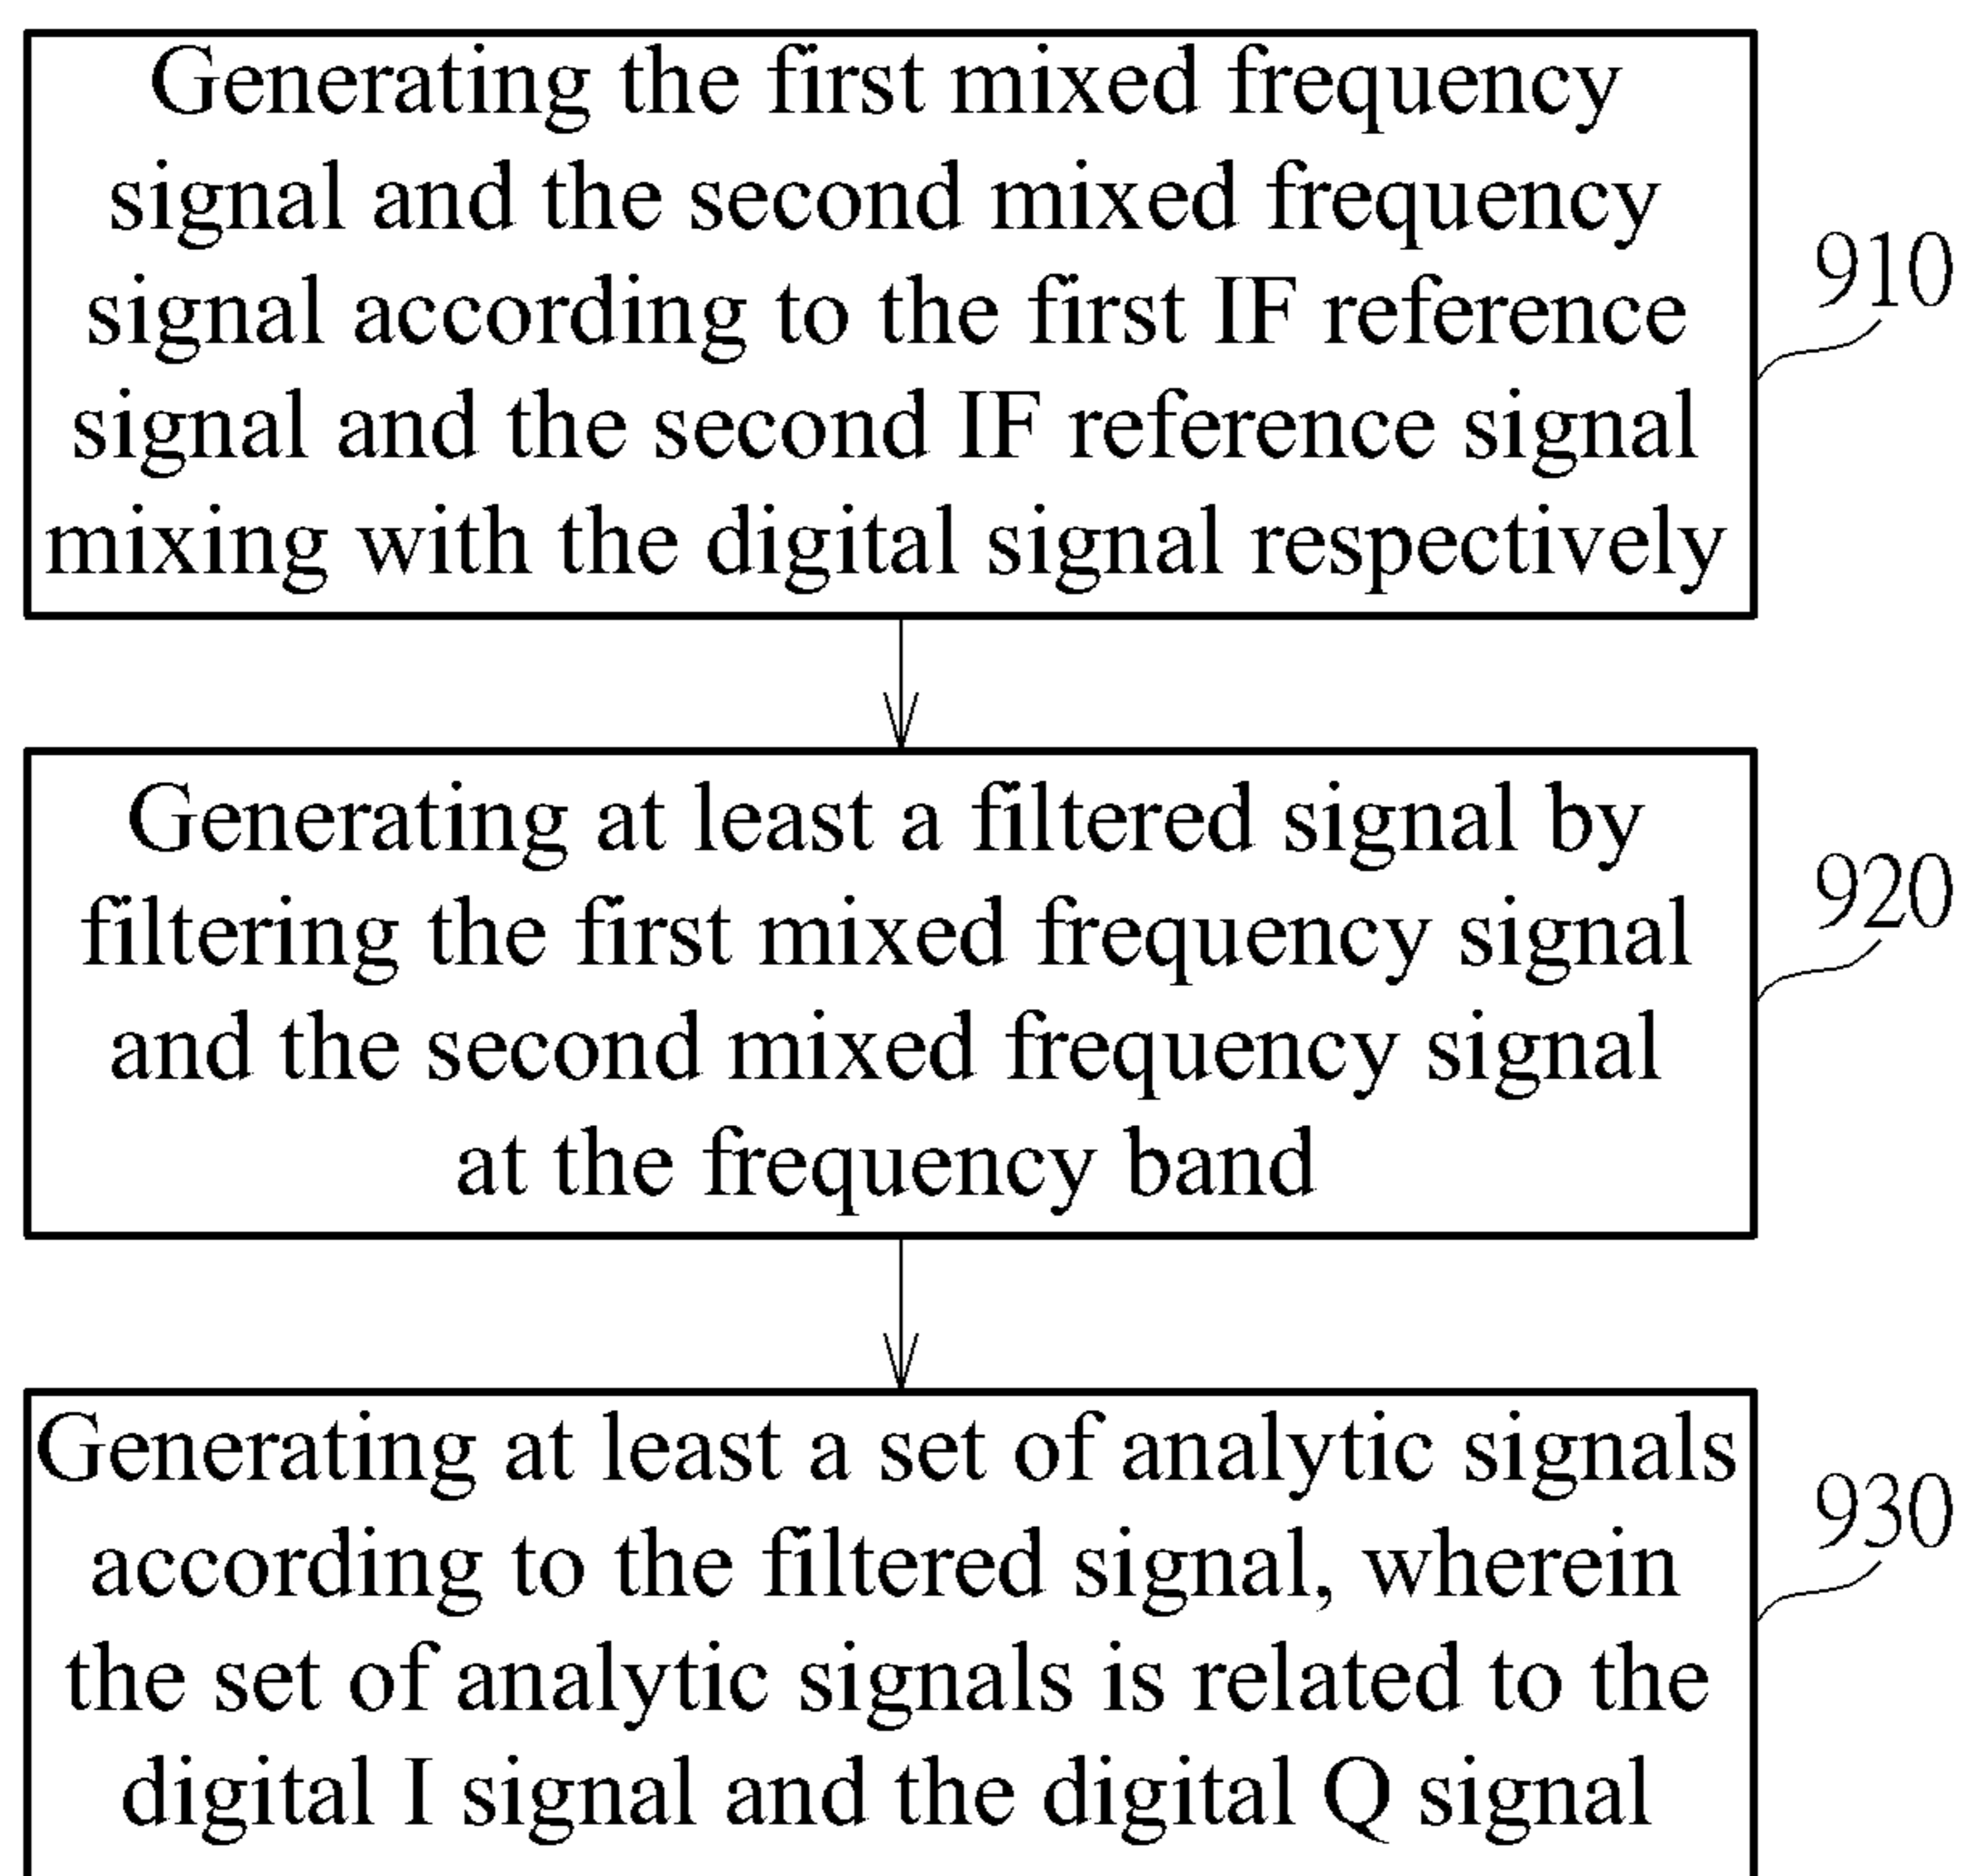 Generating the first mixed frequency
signal and the second mixed frequency
signal according to the first IF reference
signal and the second IF reference signal
mixing with the digital signal respectively
910
Generating at least a filtered signal by
filtering the first mixed frequency signal
and the second mixed frequency signal
at the frequency band
920
Generating at least a set of analytic signals
according to the filtered signal, wherein
the set of analytic signals is related to the
digital I signal and the digital Q signal
930